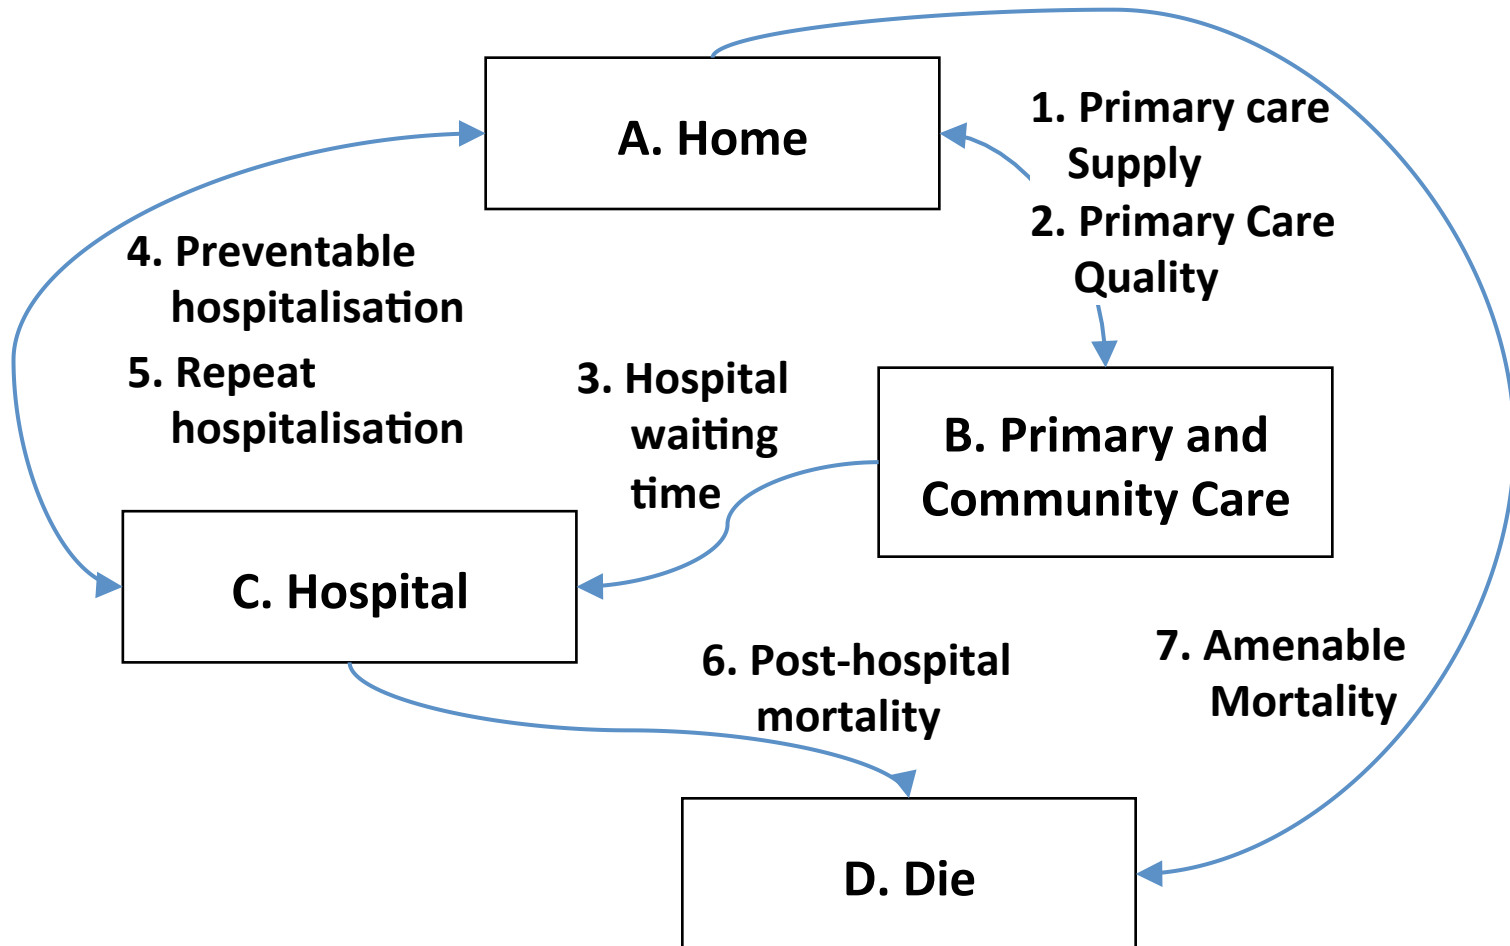 A. Home
1. Primary care
Supply
2. Primary Care
Quality
4. Preventable
hospitalisation
5. Repeat
hospitalisation
3. Hospital
waiting
time
B. Primary and
Community Care
C. Hospital
6. Post-hospital
mortality
7. Amenable
Mortality
D. Die